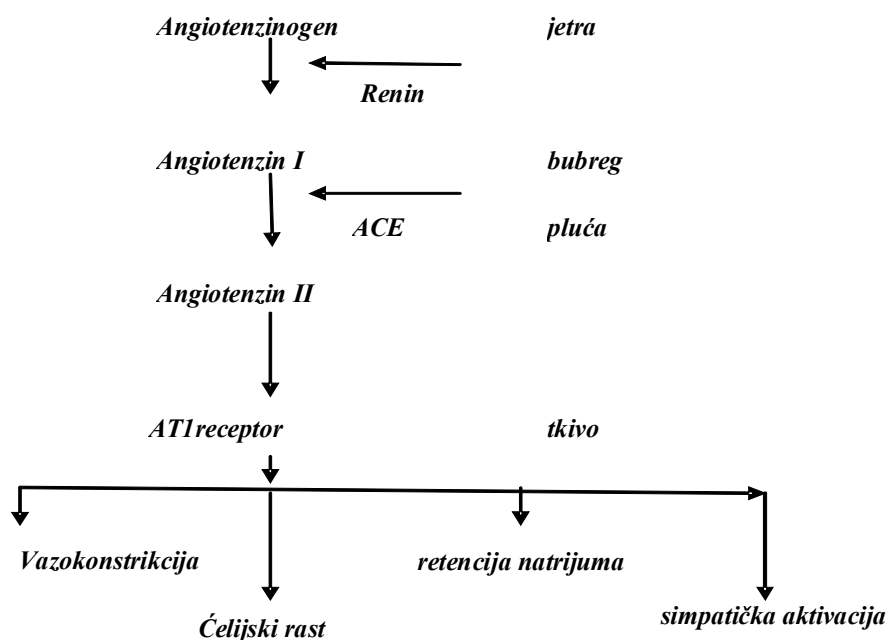 Angiotenzinogen jetra
Renin
Angiotenzin I bubreg
ACE pluća
Angiotenzin II
AT1receptor tkivo
Vazokonstrikcija retencija natrijuma
Ćelijski rast simpatička aktivacija